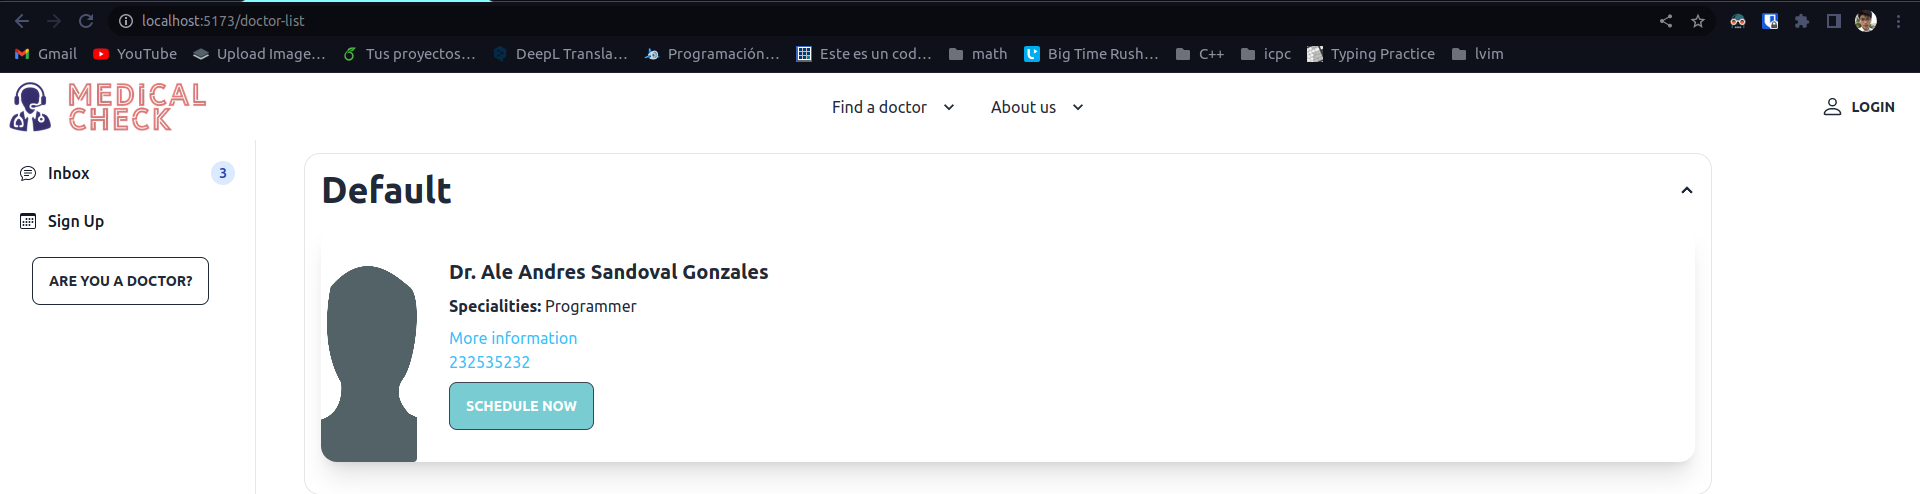 localhost:5173/doctor-list
Gmail YouTube Upload Image... Tus proyectos... DeepL Transla... Programación... Este es un cod... math Big Time Rush... C++ icpc Typing Practice lvim
MEDICAL
CHECK
Find a doctor About us LOGIN
Inbox 3
Sign Up
ARE YOU A DOCTOR?
Default
Dr. Ale Andres Sandoval Gonzales
Specialities: Programmer
More information
232535232
SCHEDULE NOW